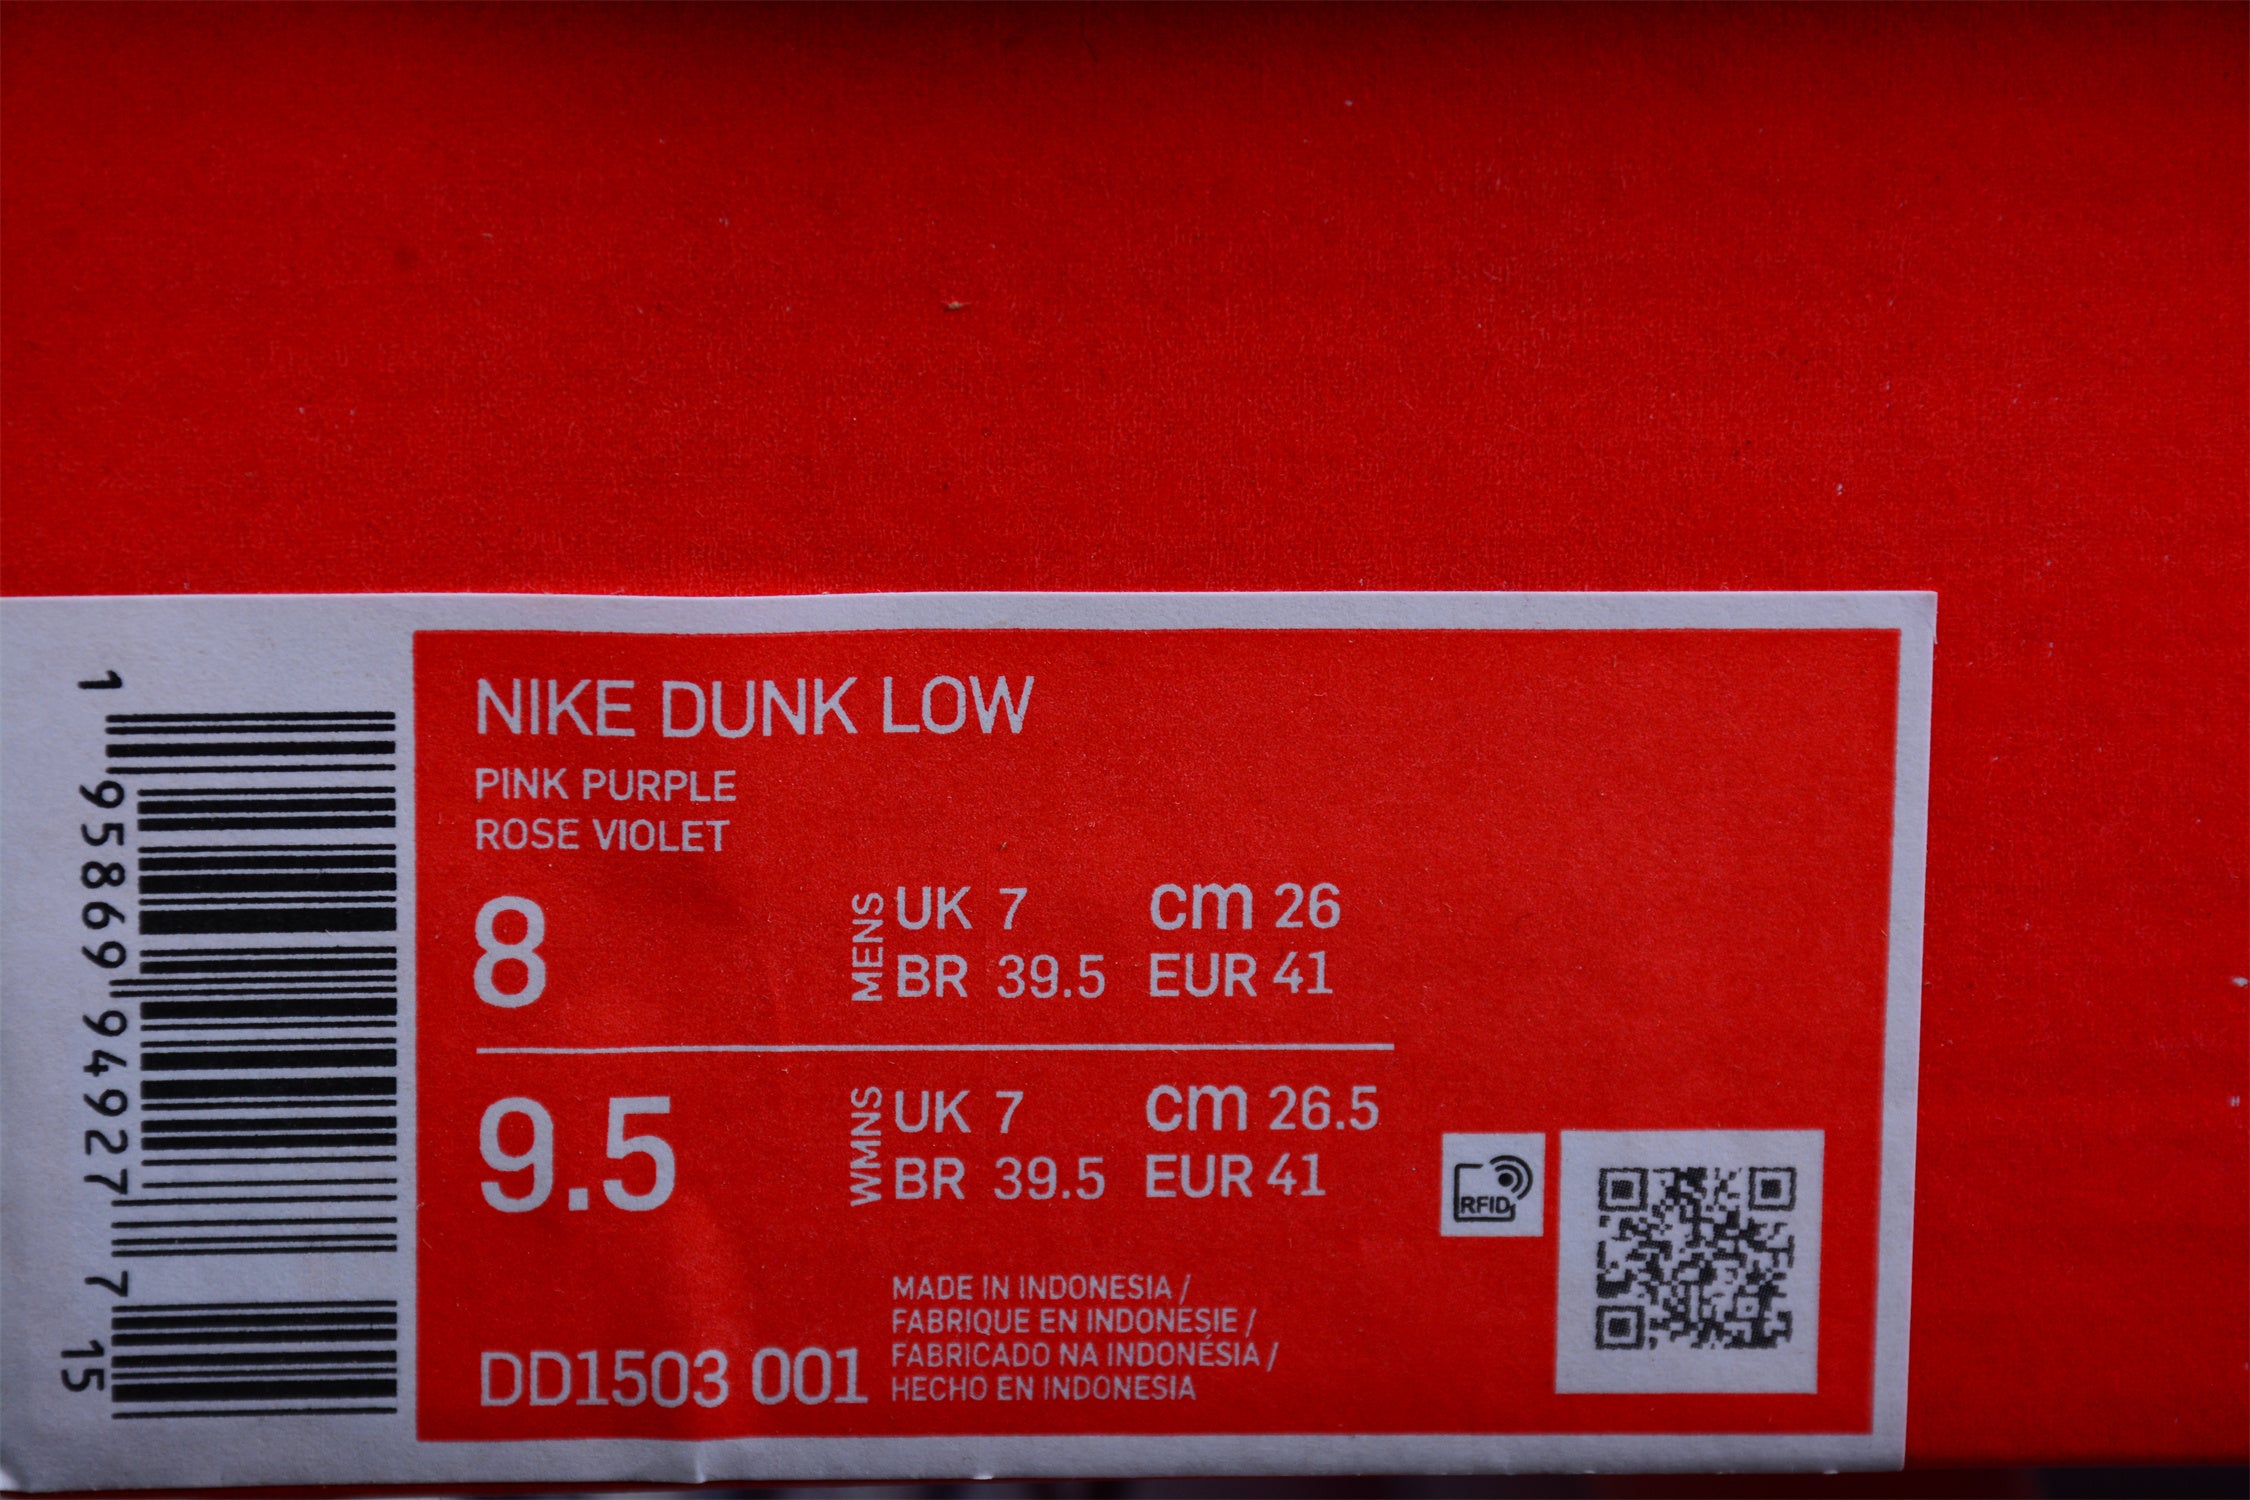 NIKE DUNK LOW
PINK PURPLE
ROSE VIOLET
8
MENS
UK 7 cm 26
BR 39.5 EUR 41
9.5
WMNS
UK 7 cm 26.5
BR 39.5 EUR 41
RFID
DD1503 001
MADE IN INDONESIA /
FABRIQUE EN INDONÉSIE /
FABRICADO NA INDONÉSIA /
HECHO EN INDONESIA
1 95869 94927 7 15